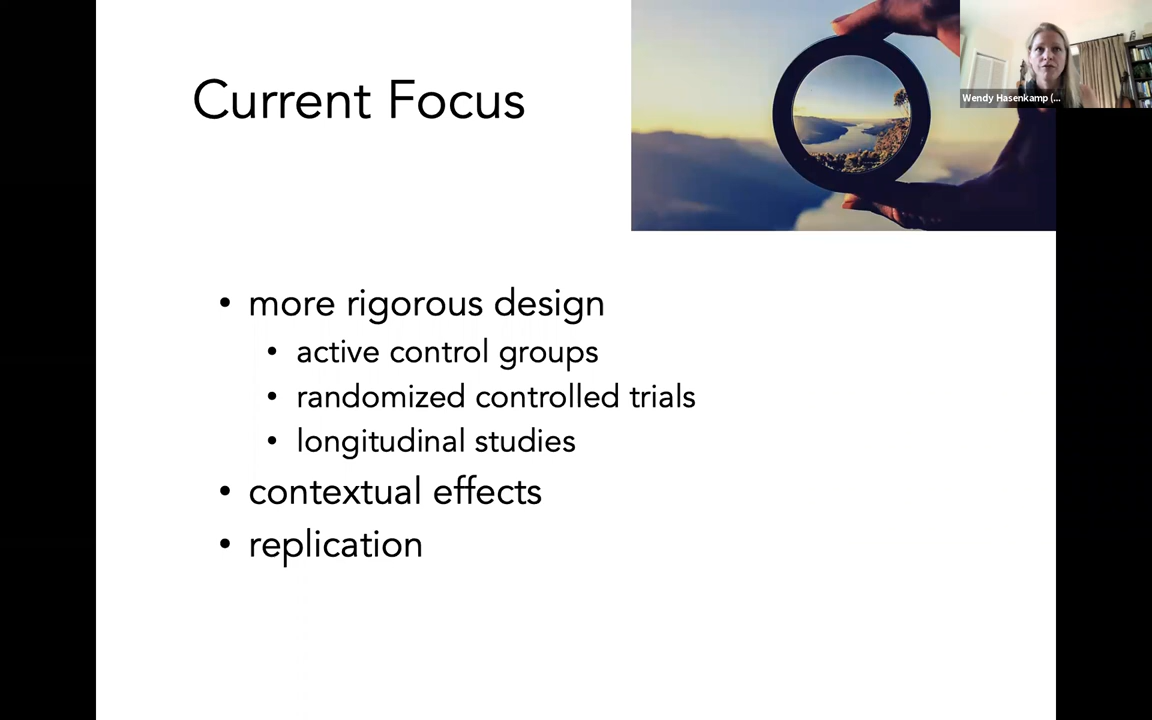 Current Focus
Wendy Hasenkamp (...
• more rigorous design
• active control groups
• randomized controlled trials
• longitudinal studies
• contextual effects
• replication